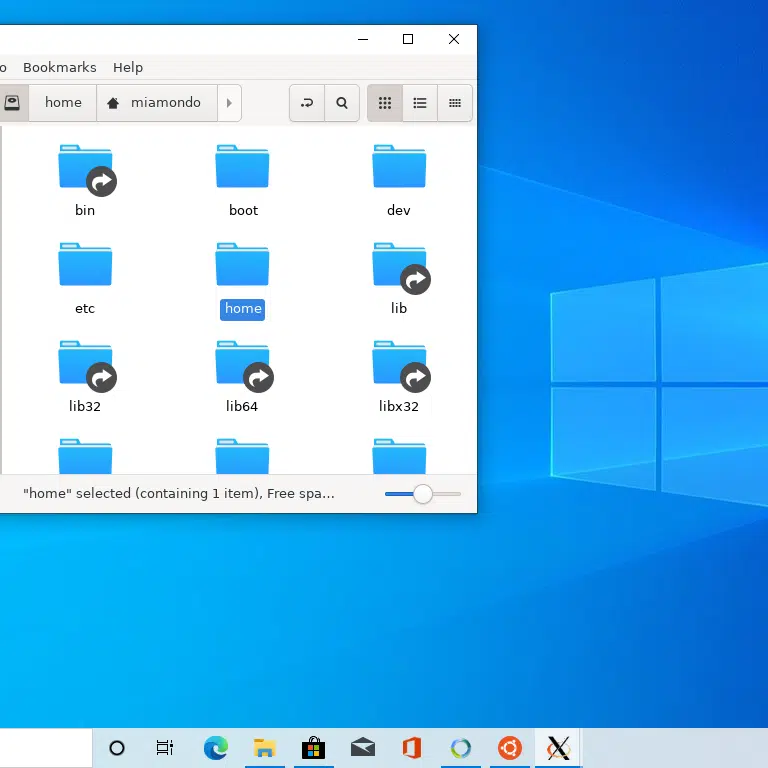 o Bookmarks Help
home miamondo
bin boot dev
etc home lib
lib32 lib64 libx32
"home" selected (containing 1 item), Free spa...